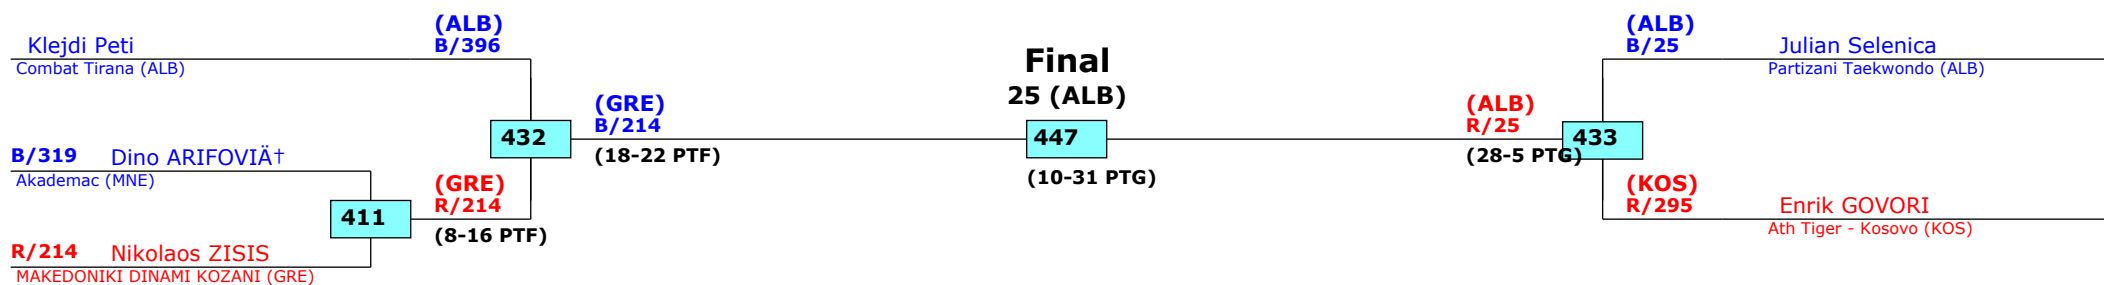 (ALB)
B/396
Klejdi Peti
Combat Tirana (ALB)
B/319 Dino ARIFOVIÄ†
Akademac (MNE)
411
R/214 Nikolaos ZISIS
MAKEDONIKI DINAMI KOZANI (GRE)
(GRE)
R/214
(8-16 PTF)
432
(GRE)
B/214
(18-22 PTF)
Final
25 (ALB)
447
(10-31 PTG)
(ALB)
R/25
(28-5 PTG)
433
(ALB)
B/25 Julian Selenica
Partizani Taekwondo (ALB)
(KOS)
R/295 Enrik GOVORI
Ath Tiger - Kosovo (KOS)